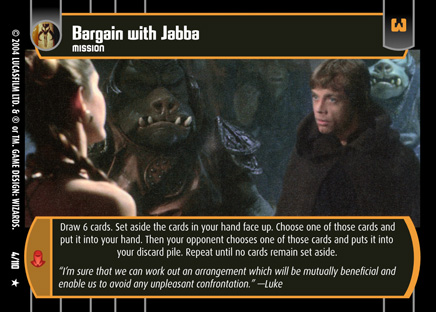 Bargain with Jabba
MISSION
3
Draw 6 cards. Set aside the cards in your hand face up. Choose one of those cards and
put it into your hand. Then your opponent chooses one of those cards and puts it into
your discard pile. Repeat until no cards remain set aside.
"I'm sure that we can work out an arrangement which will be mutually beneficial and
enable us to avoid any unpleasant confrontation." —Luke
© 2004 LUCASFILM LTD. & ® or TM. GAME DESIGN: WIZARDS.
4/110 ★